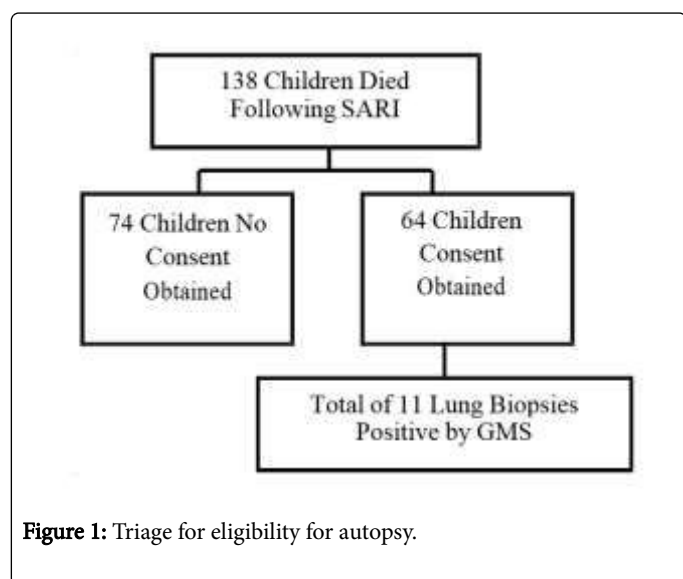 138 Children Died
Following SARI
74 Children No
Consent
Obtained
64 Children
Consent
Obtained
Total of 11 Lung Biopsies
Positive by GMS
Figure 1: Triage for eligibility for autopsy.